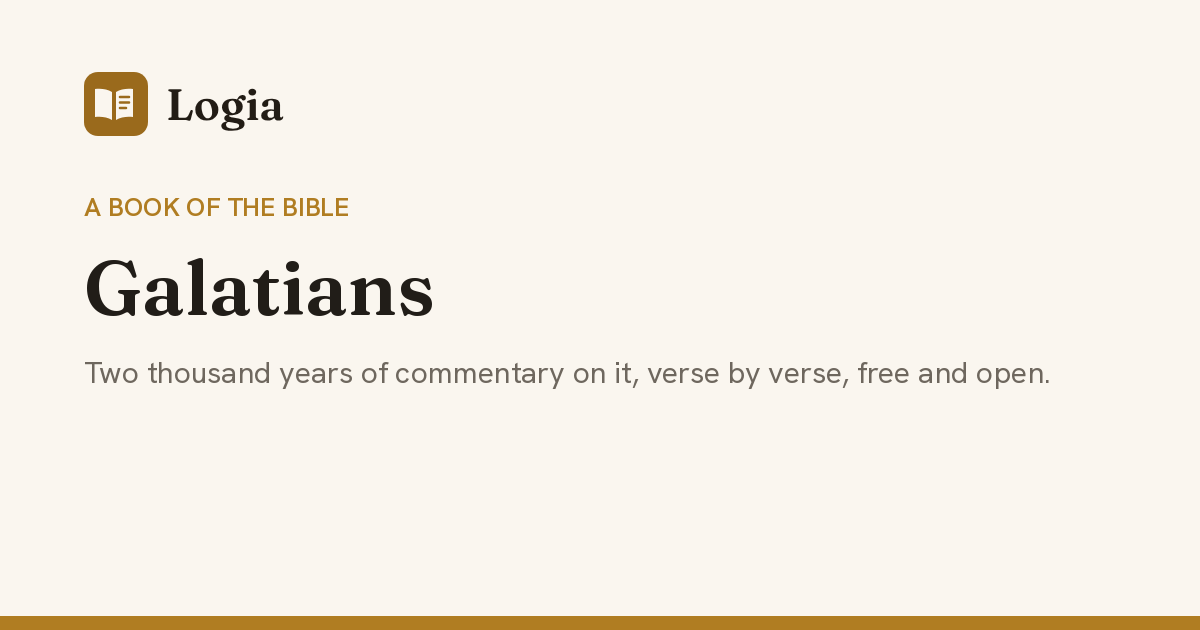 Logia
A BOOK OF THE BIBLE
Galatians
Two thousand years of commentary on it, verse by verse, free and open.